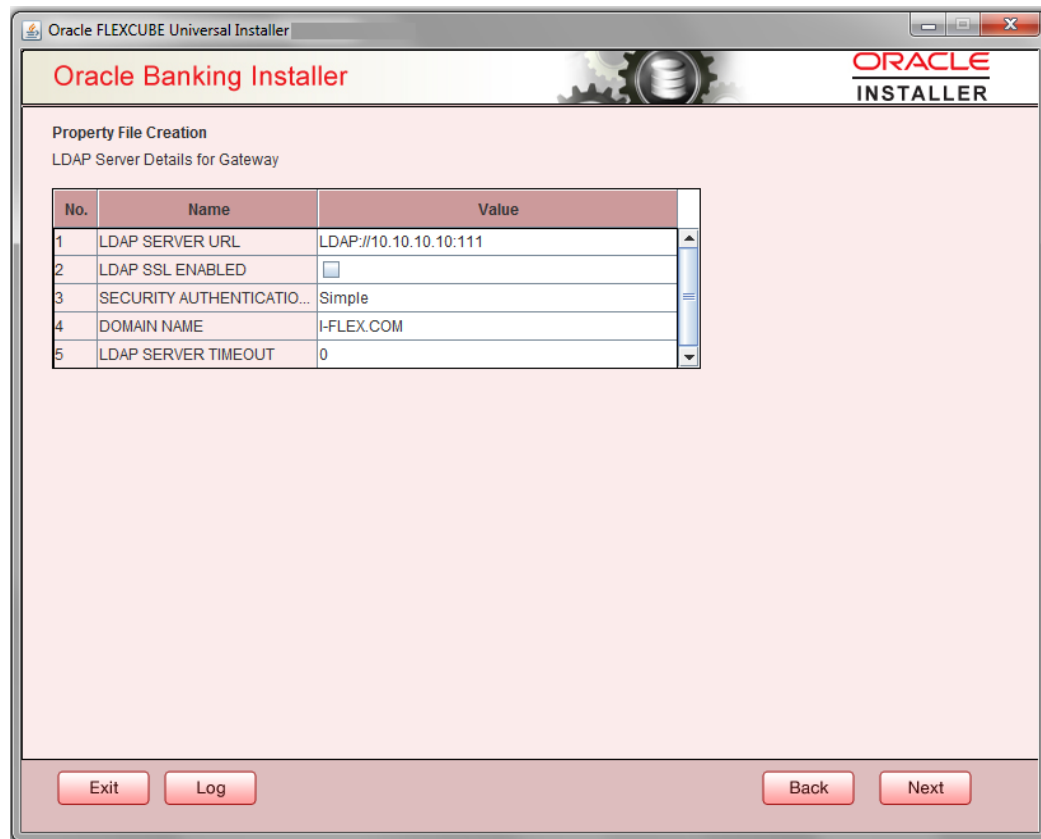 Oracle FLEXCUBE Universal Installer
Oracle Banking Installer
ORACLE
INSTALLER
Property File Creation
LDAP Server Details for Gateway
No. Name Value
1 LDAP SERVER URL LDAP://10.10.10.10:111
2 LDAP SSL ENABLED
3 SECURITY AUTHENTICATIO... Simple
4 DOMAIN NAME I-FLEX.COM
5 LDAP SERVER TIMEOUT 0
Exit Log Back Next